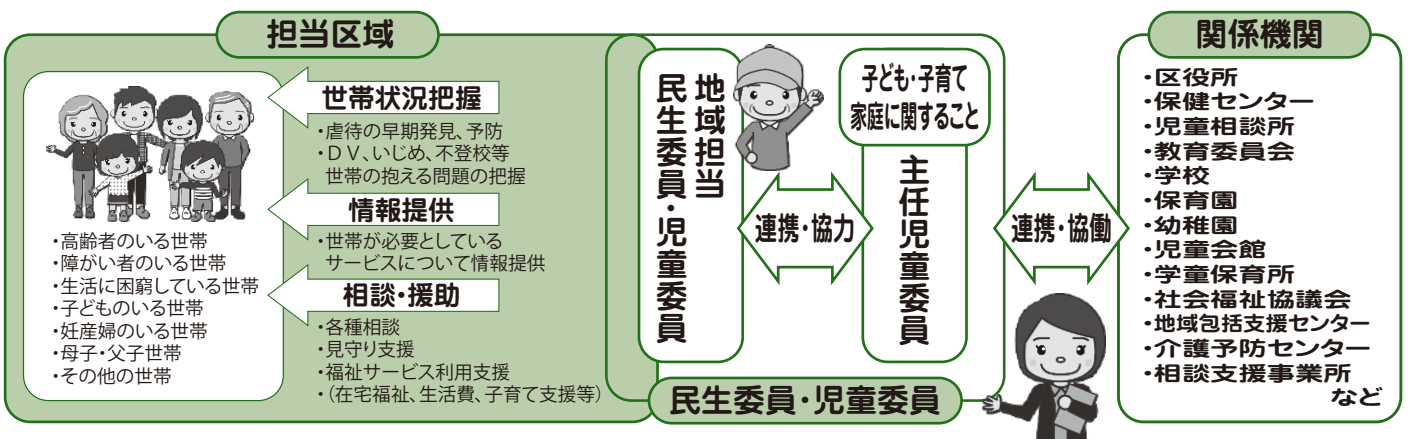 担当区域
世帯状況把握
・虐待の早期発見、予防
・ＤＶ、いじめ、不登校等
世帯の抱える問題の把握
情報提供
・世帯が必要としている
サービスについて情報提供
相談・援助
・各種相談
・見守り支援
・福祉サービス利用支援
・（在宅福祉、生活費、子育て支援等）
・高齢者のいる世帯
・障がい者のいる世帯
・生活に困窮している世帯
・子どものいる世帯
・妊産婦のいる世帯
・母子・父子世帯
・その他の世帯
地域担当
民生委員・児童委員
連携・協力
子ども・子育て
家庭に関すること
主任児童委員
民生委員・児童委員
連携・協働
関係機関
・区役所
・保健センター
・児童相談所
・教育委員会
・学校
・保育園
・幼稚園
・児童会館
・学童保育所
・社会福祉協議会
・地域包括支援センター
・介護予防センター
・相談支援事業所
など